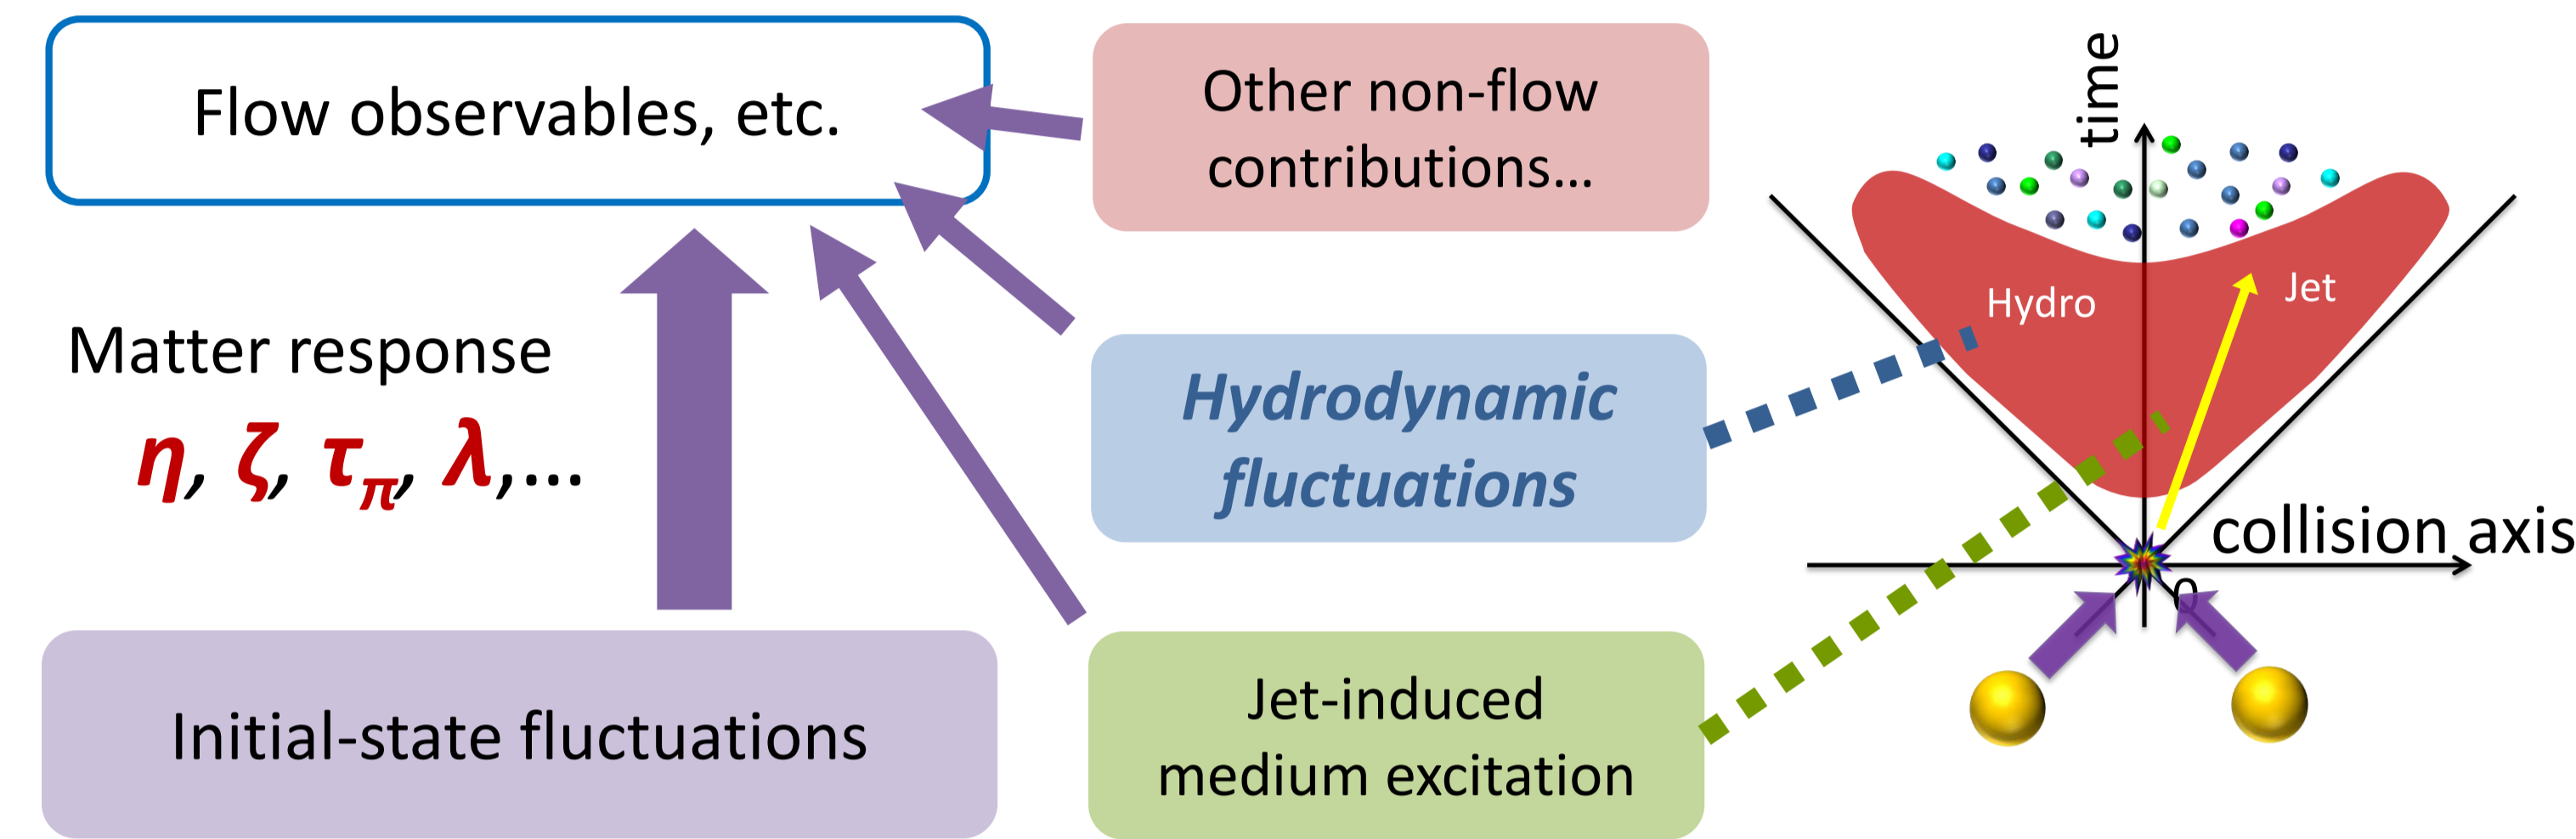 Flow observables, etc.
Other non-flow
contributions...
Matter response
η, ζ, τπ, λ,...
Hydrodynamic
fluctuations
Initial-state fluctuations
Jet-induced
medium excitation
time
Hydro
Jet
collision axis
0